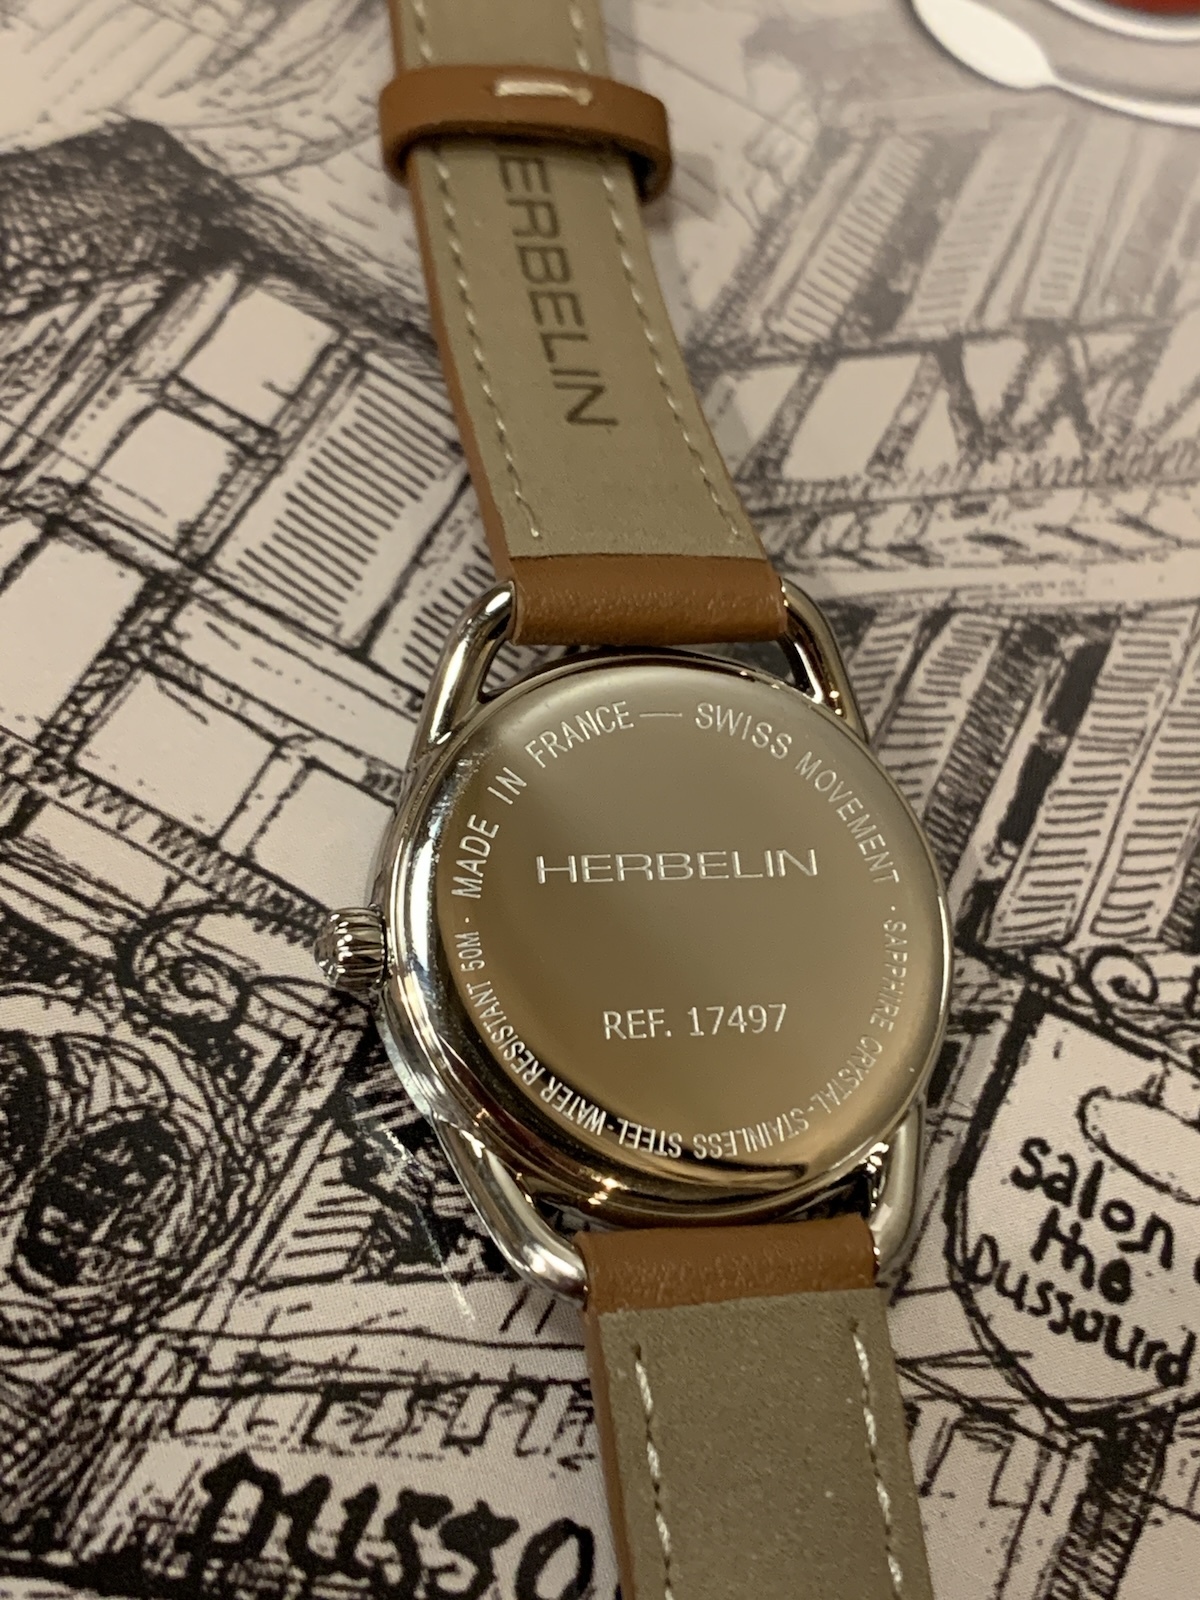 ERBELIN
MADE IN FRANCE — SWISS MOVEMENT · SAPPHIRE CRYSTAL-STAINLESS STEEL-WATER RESISTANT 50M ·
HERBELIN
REF. 17497
salon
the
Dussourd
Dusso